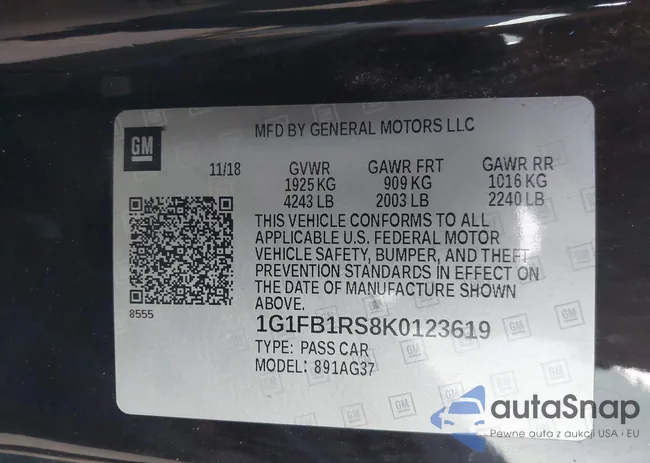 GM
MFD BY GENERAL MOTORS LLC
11/18 GVWR GAWR FRT GAWR RR
1925 KG 909 KG 1016 KG
4243 LB 2003 LB 2240 LB
THIS VEHICLE CONFORMS TO ALL
APPLICABLE U.S. FEDERAL MOTOR
VEHICLE SAFETY, BUMPER, AND THEFT
PREVENTION STANDARDS IN EFFECT ON
THE DATE OF MANUFACTURE SHOWN
ABOVE.
8555
1G1FB1RS8K0123619
TYPE: PASS CAR
MODEL: 891AG37
autaSnap
Pewne auta z aukcji USA i EU